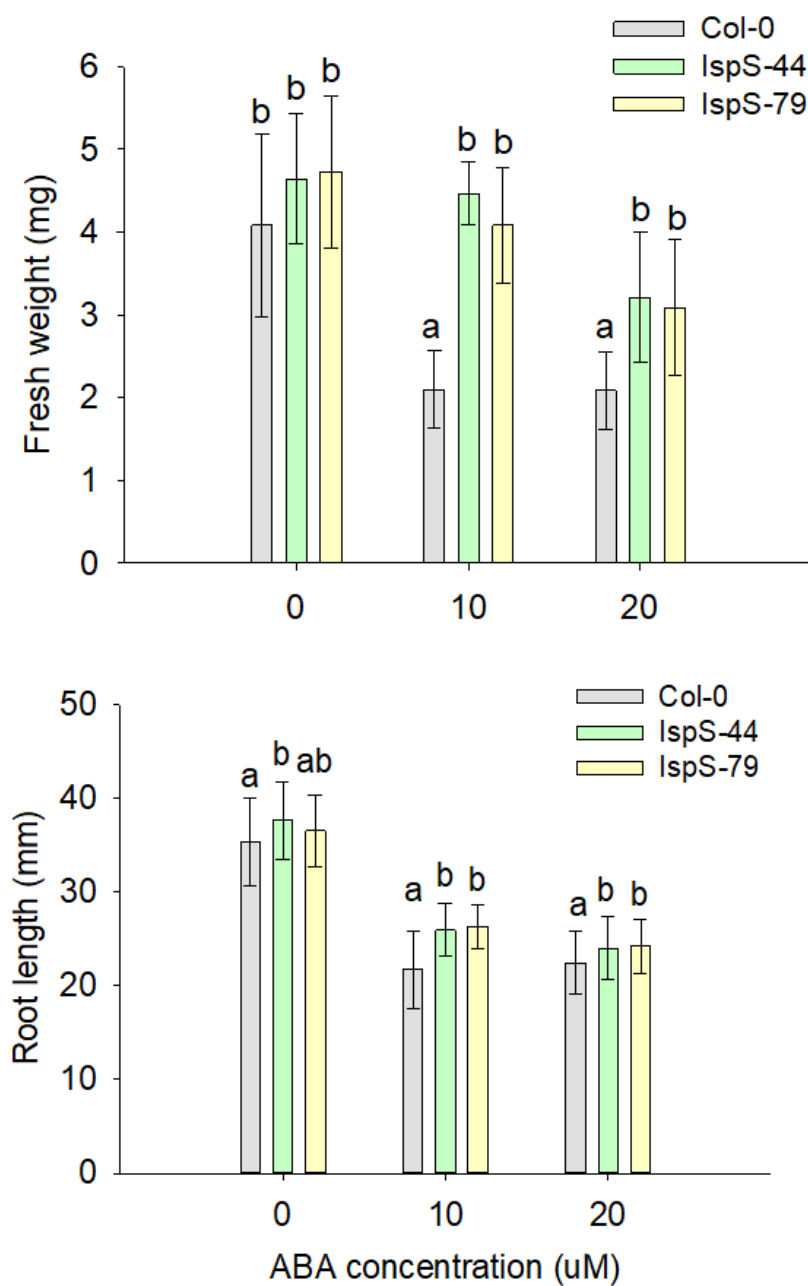 Col-0
IspS-44
IspS-79
Fresh weight (mg)
6
5
4
3
2
1
0
b b b
a b b
a b b
0 10 20
Col-0
IspS-44
IspS-79
Root length (mm)
50
40
30
20
10
0
a b ab
a b b
a b b
0 10 20
ABA concentration (uM)